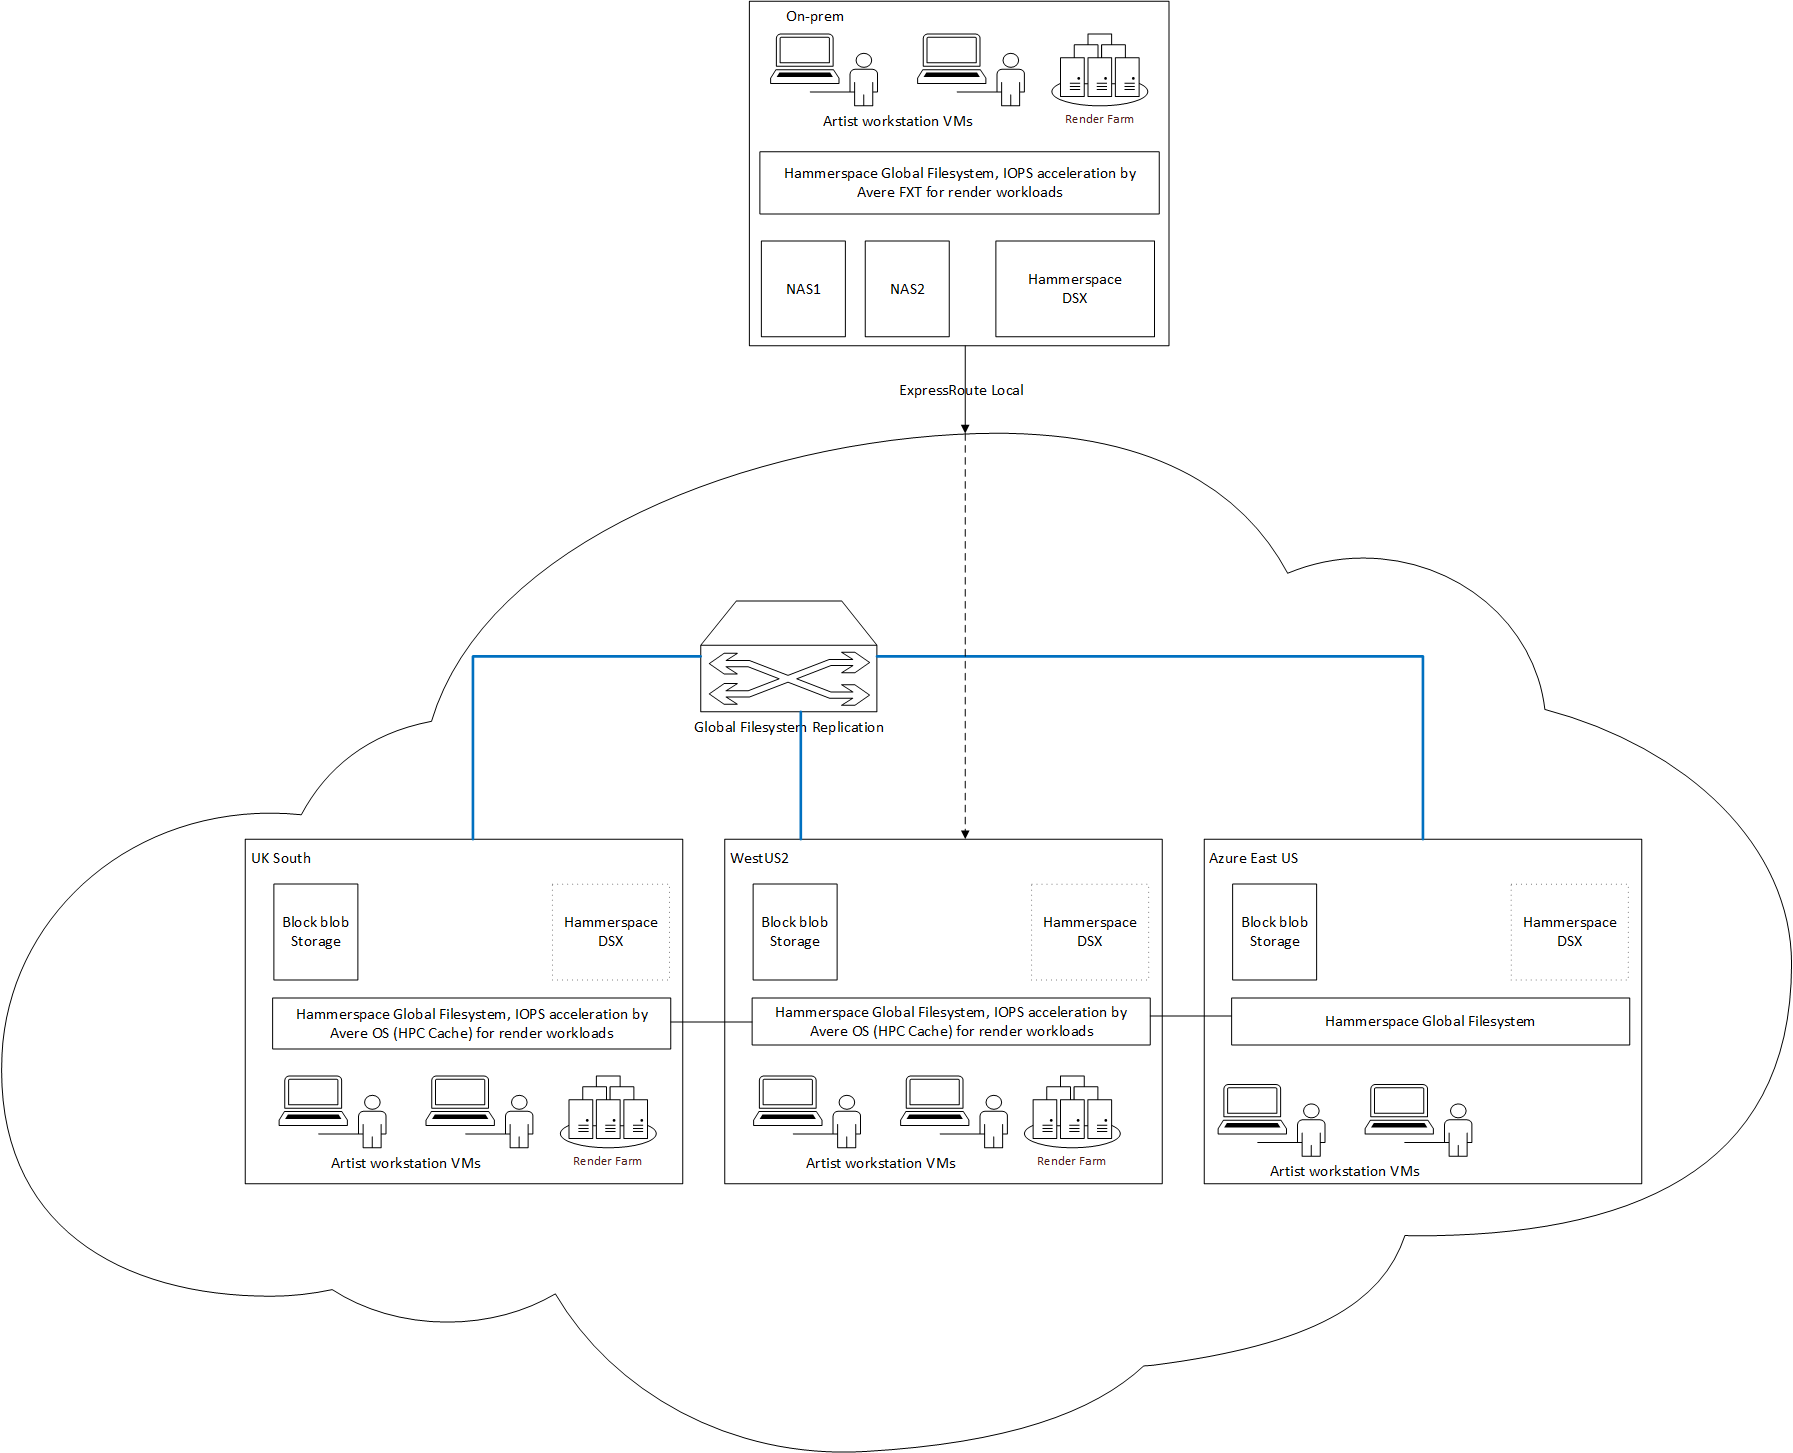 On-prem
Artist workstation VMs
Render Farm
Hammerspace Global Filesystem, IOPS acceleration by
Avere FXT for render workloads
NAS1
NAS2
Hammerspace
DSX
ExpressRoute Local
Global Filesystem Replication
UK South
Block blob
Storage
Hammerspace
DSX
Hammerspace Global Filesystem, IOPS acceleration by
Avere OS (HPC Cache) for render workloads
Artist workstation VMs
Render Farm
WestUS2
Block blob
Storage
Hammerspace
DSX
Hammerspace Global Filesystem, IOPS acceleration by
Avere OS (HPC Cache) for render workloads
Artist workstation VMs
Render Farm
Azure East US
Block blob
Storage
Hammerspace
DSX
Hammerspace Global Filesystem
Artist workstation VMs